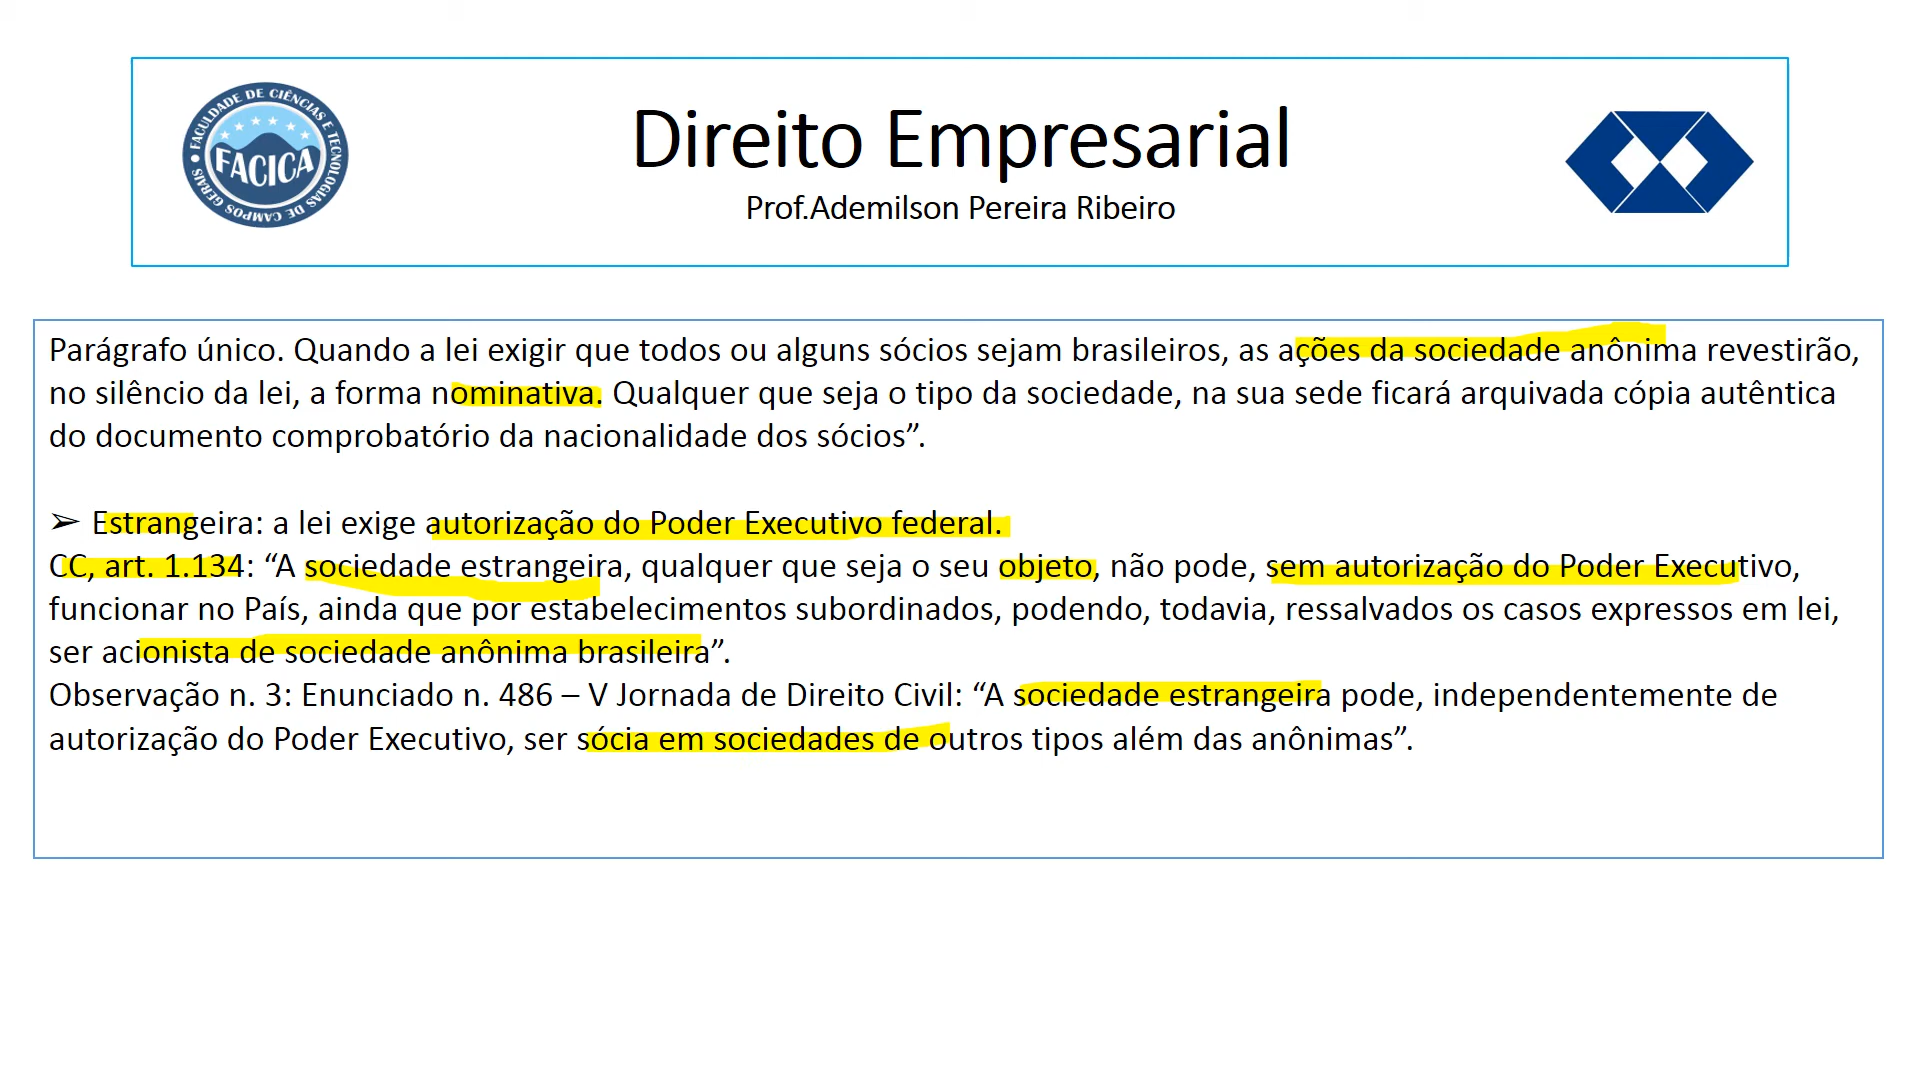 FACULDADE DE CIÊNCIAS E TECNOLOGIAS DE CAMPOS GERAIS
FACICA
Direito Empresarial
Prof.Ademilson Pereira Ribeiro
Parágrafo único. Quando a lei exigir que todos ou alguns sócios sejam brasileiros, as ações da sociedade anônima revestirão,
no silêncio da lei, a forma nominativa. Qualquer que seja o tipo da sociedade, na sua sede ficará arquivada cópia autêntica
do documento comprobatório da nacionalidade dos sócios”.
➢ Estrangeira: a lei exige autorização do Poder Executivo federal.
CC, art. 1.134: “A sociedade estrangeira, qualquer que seja o seu objeto, não pode, sem autorização do Poder Executivo,
funcionar no País, ainda que por estabelecimentos subordinados, podendo, todavia, ressalvados os casos expressos em lei,
ser acionista de sociedade anônima brasileira”.
Observação n. 3: Enunciado n. 486 – V Jornada de Direito Civil: “A sociedade estrangeira pode, independentemente de
autorização do Poder Executivo, ser sócia em sociedades de outros tipos além das anônimas”.